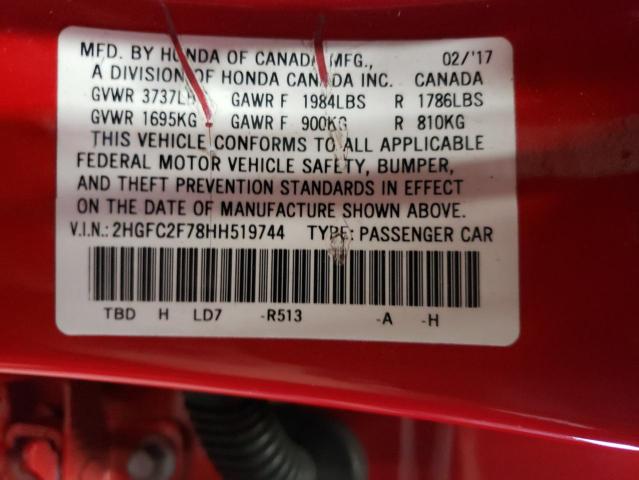 MFD. BY HONDA OF CANADA MFG., 02/'17
A DIVISION OF HONDA CANADA INC. CANADA
GVWR 3737LB GAWR F 1984LBS R 1786LBS
GVWR 1695KG GAWR F 900KG R 810KG
THIS VEHICLE CONFORMS TO ALL APPLICABLE
FEDERAL MOTOR VEHICLE SAFETY, BUMPER,
AND THEFT PREVENTION STANDARDS IN EFFECT
ON THE DATE OF MANUFACTURE SHOWN ABOVE.
V.I.N.: 2HGFC2F78HH519744 TYPE: PASSENGER CAR
TBD H LD7 -R513 -A -H